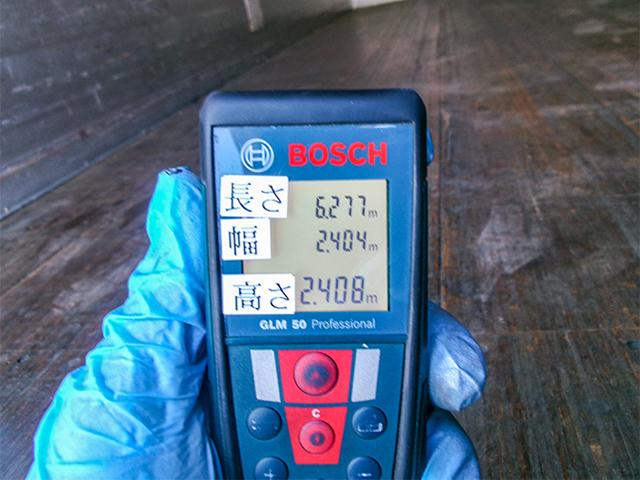 BOSCH
長さ 6.277m
幅 2.404m
高さ 2.408m
GLM 50 Professional
C